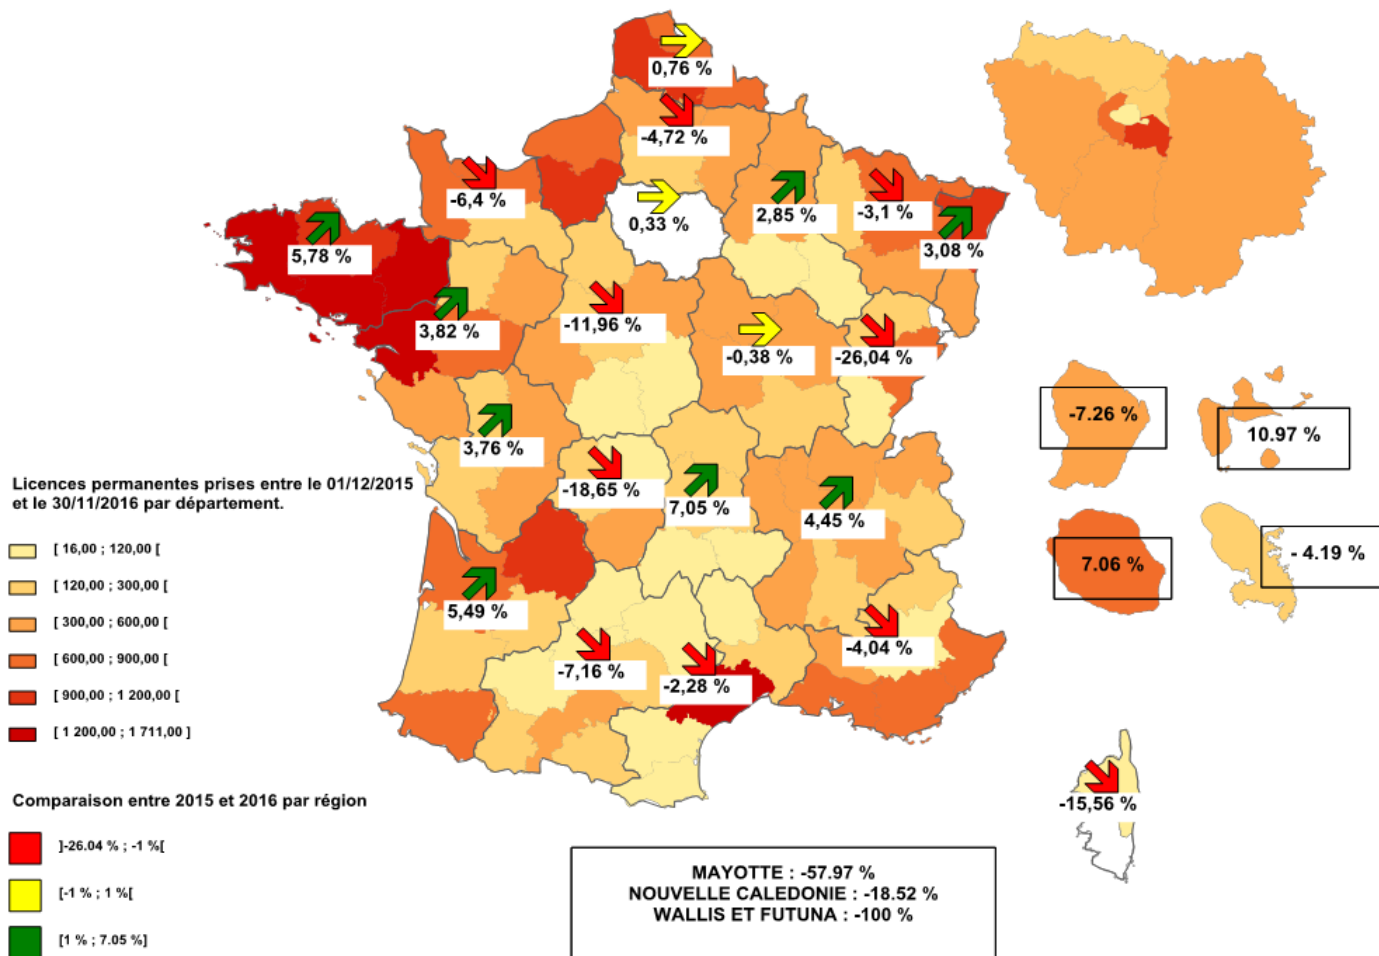 0,76 %
-4,72 %
-6,4 %
0,33 %
2,85 %
-3,1 %
3,08 %
5,78 %
3,82 %
-11,96 %
-0,38 %
-26,04 %
3,76 %
-18,65 %
7,05 %
4,45 %
5,49 %
-7,16 %
-2,28 %
-4,04 %
-7.26 %
10.97 %
7.06 %
- 4.19 %
-15,56 %
Licences permanentes prises entre le 01/12/2015
et le 30/11/2016 par département.
[ 16,00 ; 120,00 [
[ 120,00 ; 300,00 [
[ 300,00 ; 600,00 [
[ 600,00 ; 900,00 [
[ 900,00 ; 1 200,00 [
[ 1 200,00 ; 1 711,00 ]
Comparaison entre 2015 et 2016 par région
]-26.04 % ; -1 %[
[-1 % ; 1 %[
[1 % ; 7.05 %]
MAYOTTE : -57.97 %
NOUVELLE CALEDONIE : -18.52 %
WALLIS ET FUTUNA : -100 %